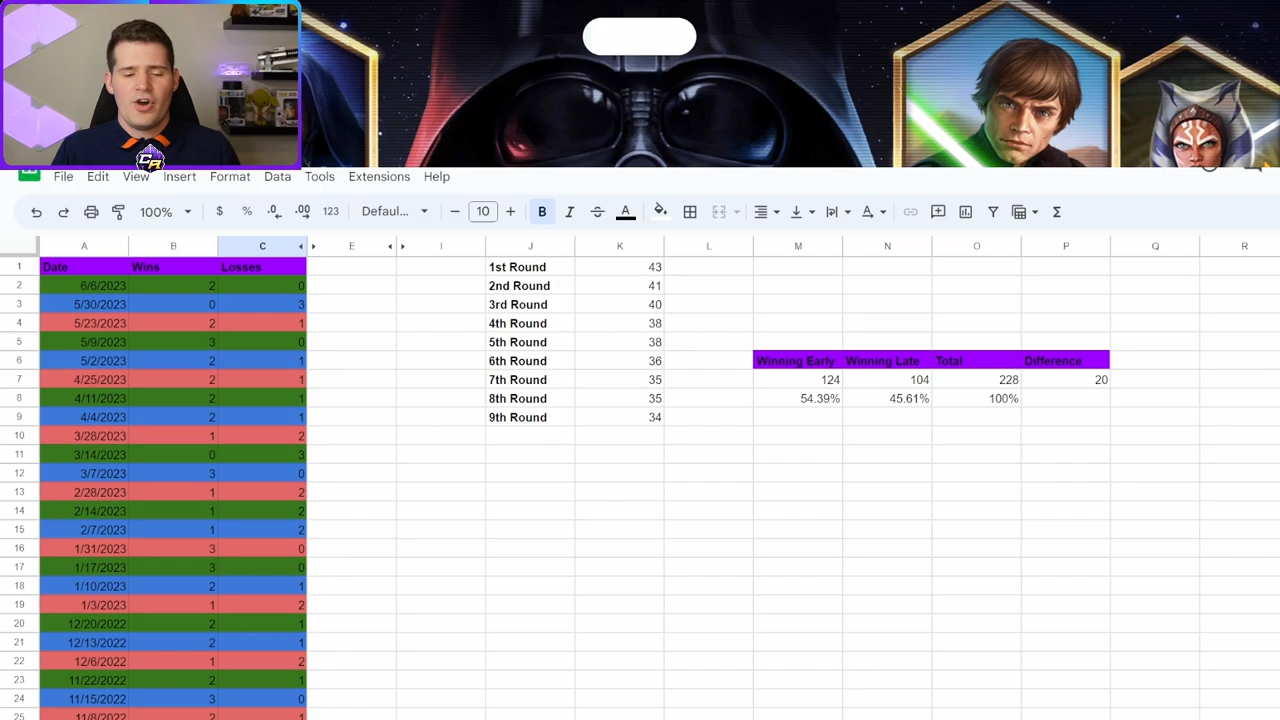 CA
File Edit View Insert Format Data Tools Extensions Help
100% $ % .0 .00 123 Defaul... 10 B I S A
A B C E I J K L M N O P Q R
1 Date Wins Losses 1st Round 43
2 6/6/2023 2 0 2nd Round 41
3 5/30/2023 0 3 3rd Round 40
4 5/23/2023 2 1 4th Round 38
5 5/9/2023 3 0 5th Round 38
6 5/2/2023 2 1 6th Round 36 Winning Early Winning Late Total Difference
7 4/25/2023 2 1 7th Round 35 124 104 228 20
8 4/11/2023 2 1 8th Round 35 54.39% 45.61% 100%
9 4/4/2023 2 1 9th Round 34
10 3/28/2023 1 2
11 3/14/2023 0 3
12 3/7/2023 3 0
13 2/28/2023 1 2
14 2/14/2023 1 2
15 2/7/2023 1 2
16 1/31/2023 3 0
17 1/17/2023 3 0
18 1/10/2023 2 1
19 1/3/2023 1 2
20 12/20/2022 2 1
21 12/13/2022 2 1
22 12/6/2022 1 2
23 11/22/2022 2 1
24 11/15/2022 3 0
25 11/8/2022 2 1